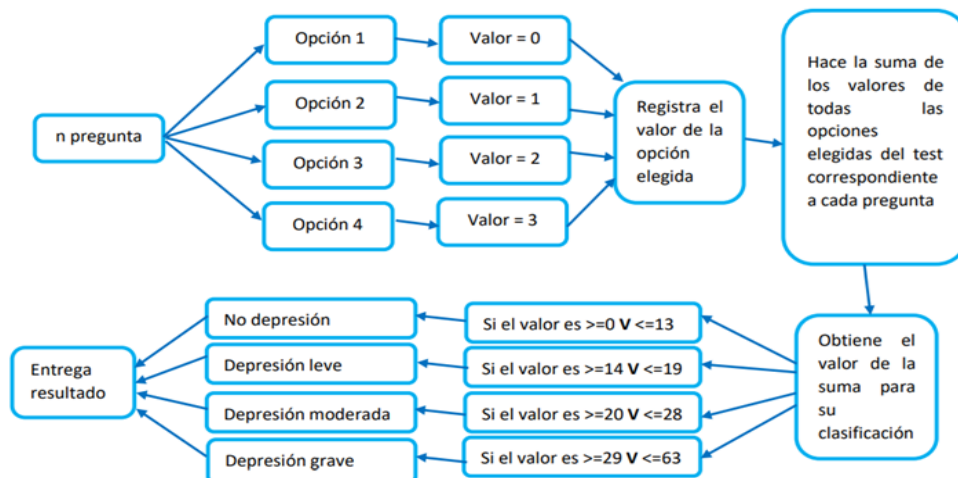 n pregunta
Opción 1
Valor = 0
Opción 2
Valor = 1
Opción 3
Valor = 2
Opción 4
Valor = 3
Registra el
valor de la
opción
elegida
Hace la suma de
los valores de
todas las
opciones
elegidas del test
correspondiente
a cada pregunta
Obtiene el
valor de la
suma para
su
clasificación
Si el valor es >=0 V <=13
No depresión
Si el valor es >=14 V <=19
Depresión leve
Si el valor es >=20 V <=28
Depresión moderada
Si el valor es >=29 V <=63
Depresión grave
Entrega
resultado